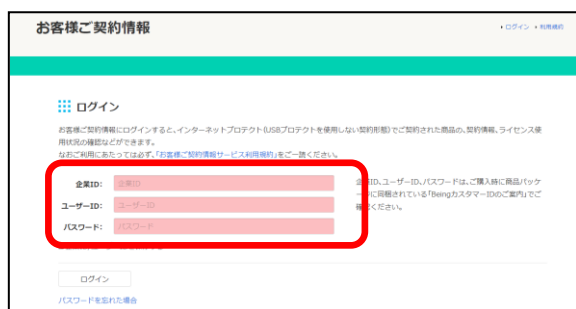 お客様ご契約情報
ログイン
利用規約
ログイン
お客様ご契約情報にログインすると、インターネットプロテクト(USBプロテクトを使用しない契約形態)でご契約された商品の、契約情報、ライセンス使
用状況の確認などができます。
なおご利用にあたっては必ず、「お客様ご契約情報サービス利用規約」をご一読ください。
企業ID: 企業ID
ユーザーID: ユーザーID
パスワード: パスワード
ID、ユーザーID、パスワードは、ご購入時に商品パッケ
に同梱されている「BeingカスタマーIDのご案内」でご
ください。
ログイン
パスワードを忘れた場合